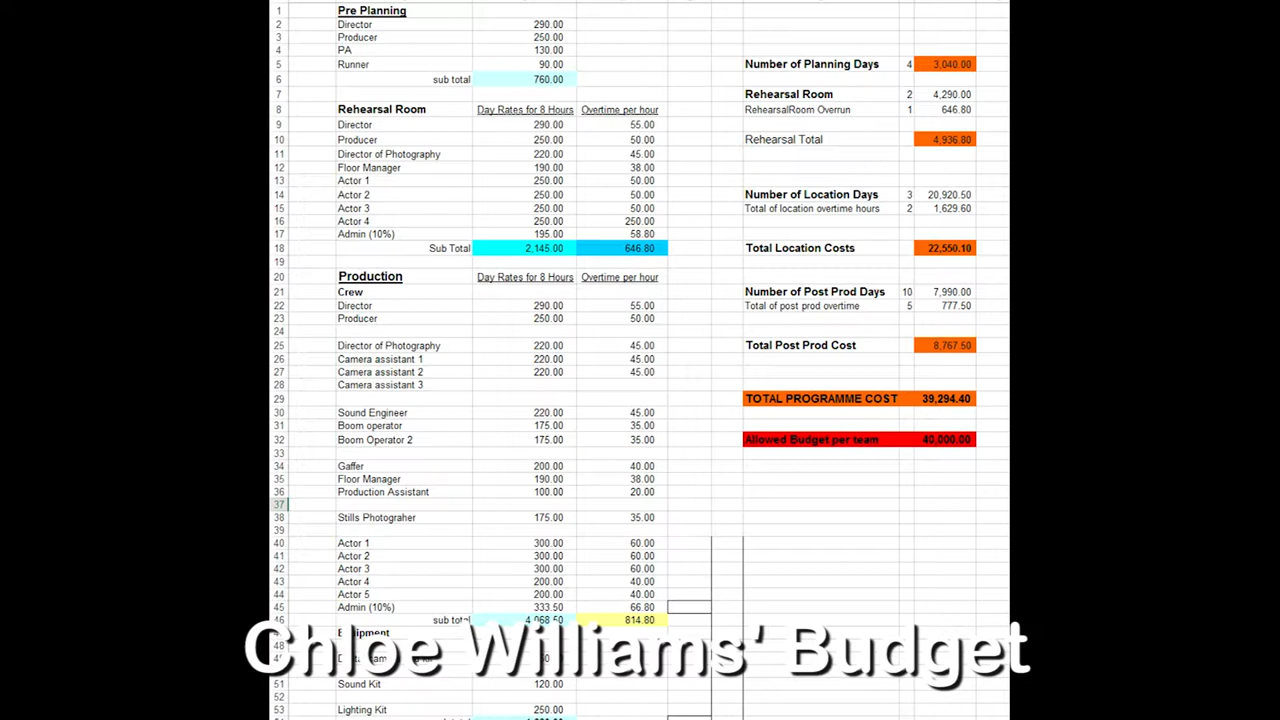 1 Pre Planning
2 Director 290.00
3 Producer 250.00
4 PA 130.00
5 Runner 90.00 Number of Planning Days 4 3,040.00
6 sub total 760.00
7 Rehearsal Room 2 4,290.00
8 Rehearsal Room Day Rates for 8 Hours Overtime per hour RehearsalRoom Overrun 1 646.80
9 Director 290.00 55.00
10 Producer 250.00 50.00 Rehearsal Total 4,936.80
11 Director of Photography 220.00 45.00
12 Floor Manager 190.00 38.00
13 Actor 1 250.00 50.00
14 Actor 2 250.00 50.00 Number of Location Days 3 20,920.50
15 Actor 3 250.00 50.00 Total of location overtime hours 2 1,629.60
16 Actor 4 250.00 250.00
17 Admin (10%) 195.00 58.80
18 Sub Total 2,145.00 646.80 Total Location Costs 22,550.10
19
20 Production Day Rates for 8 Hours Overtime per hour
21 Crew Number of Post Prod Days 10 7,990.00
22 Director 290.00 55.00 Total of post prod overtime 5 777.50
23 Producer 250.00 50.00
24
25 Director of Photography 220.00 45.00 Total Post Prod Cost 8,767.50
26 Camera assistant 1 220.00 45.00
27 Camera assistant 2 220.00 45.00
28 Camera assistant 3
29 TOTAL PROGRAMME COST 39,294.40
30 Sound Engineer 220.00 45.00
31 Boom operator 175.00 35.00
32 Boom Operator 2 175.00 35.00 Allowed Budget per team 40,000.00
33
34 Gaffer 200.00 40.00
35 Floor Manager 190.00 38.00
36 Production Assistant 100.00 20.00
37
38 Stills Photograher 175.00 35.00
39
40 Actor 1 300.00 60.00
41 Actor 2 300.00 60.00
42 Actor 3 300.00 60.00
43 Actor 4 200.00 40.00
44 Actor 5 200.00 40.00
45 Admin (10%) 333.50 66.80
46 sub total 4,068.50 814.80
Equipment
48
Chloe Williams' Budget
51 Sound Kit 120.00
52
53 Lighting Kit 250.00